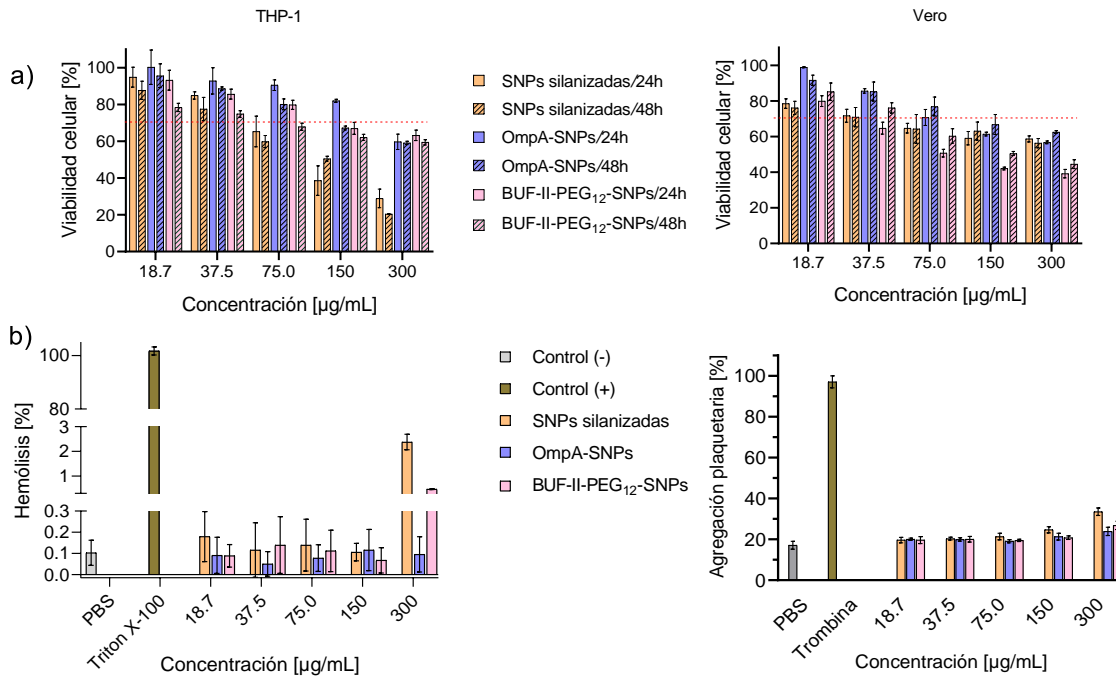 THP-1
Vero
a)
Viabilidad celular [%]
100
80
60
40
20
0
18.7 37.5 75.0 150 300
Concentración [µg/mL]
SNPs silanizadas/24h
SNPs silanizadas/48h
OmpA-SNPs/24h
OmpA-SNPs/48h
BUF-II-PEG12-SNPs/24h
BUF-II-PEG12-SNPs/48h
Viabilidad celular [%]
100
80
60
40
20
0
18.7 37.5 75.0 150 300
Concentración [µg/mL]
b)
Hemólisis [%]
100
80
3
2
1
0.3
0.2
0.1
0.0
PBS Triton X-100 18.7 37.5 75.0 150 300
Concentración [µg/mL]
Control (-)
Control (+)
SNPs silanizadas
OmpA-SNPs
BUF-II-PEG12-SNPs
Agregación plaquetaria [%]
100
80
60
40
20
0
PBS Trombina 18.7 37.5 75.0 150 300
Concentración [µg/mL]